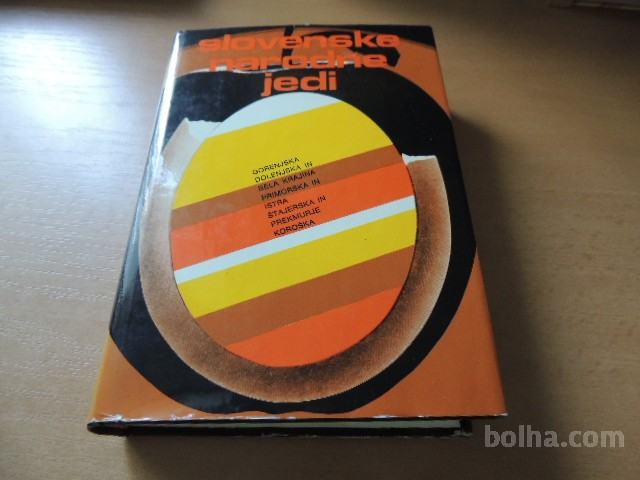 slovenske
narodne
jedi
GORENJSKA
DOLENJSKA IN
BELA KRAJINA
PRIMORSKA IN
ISTRA
ŠTAJERSKA IN
PREKMURJE
KOROŠKA
bolha.com